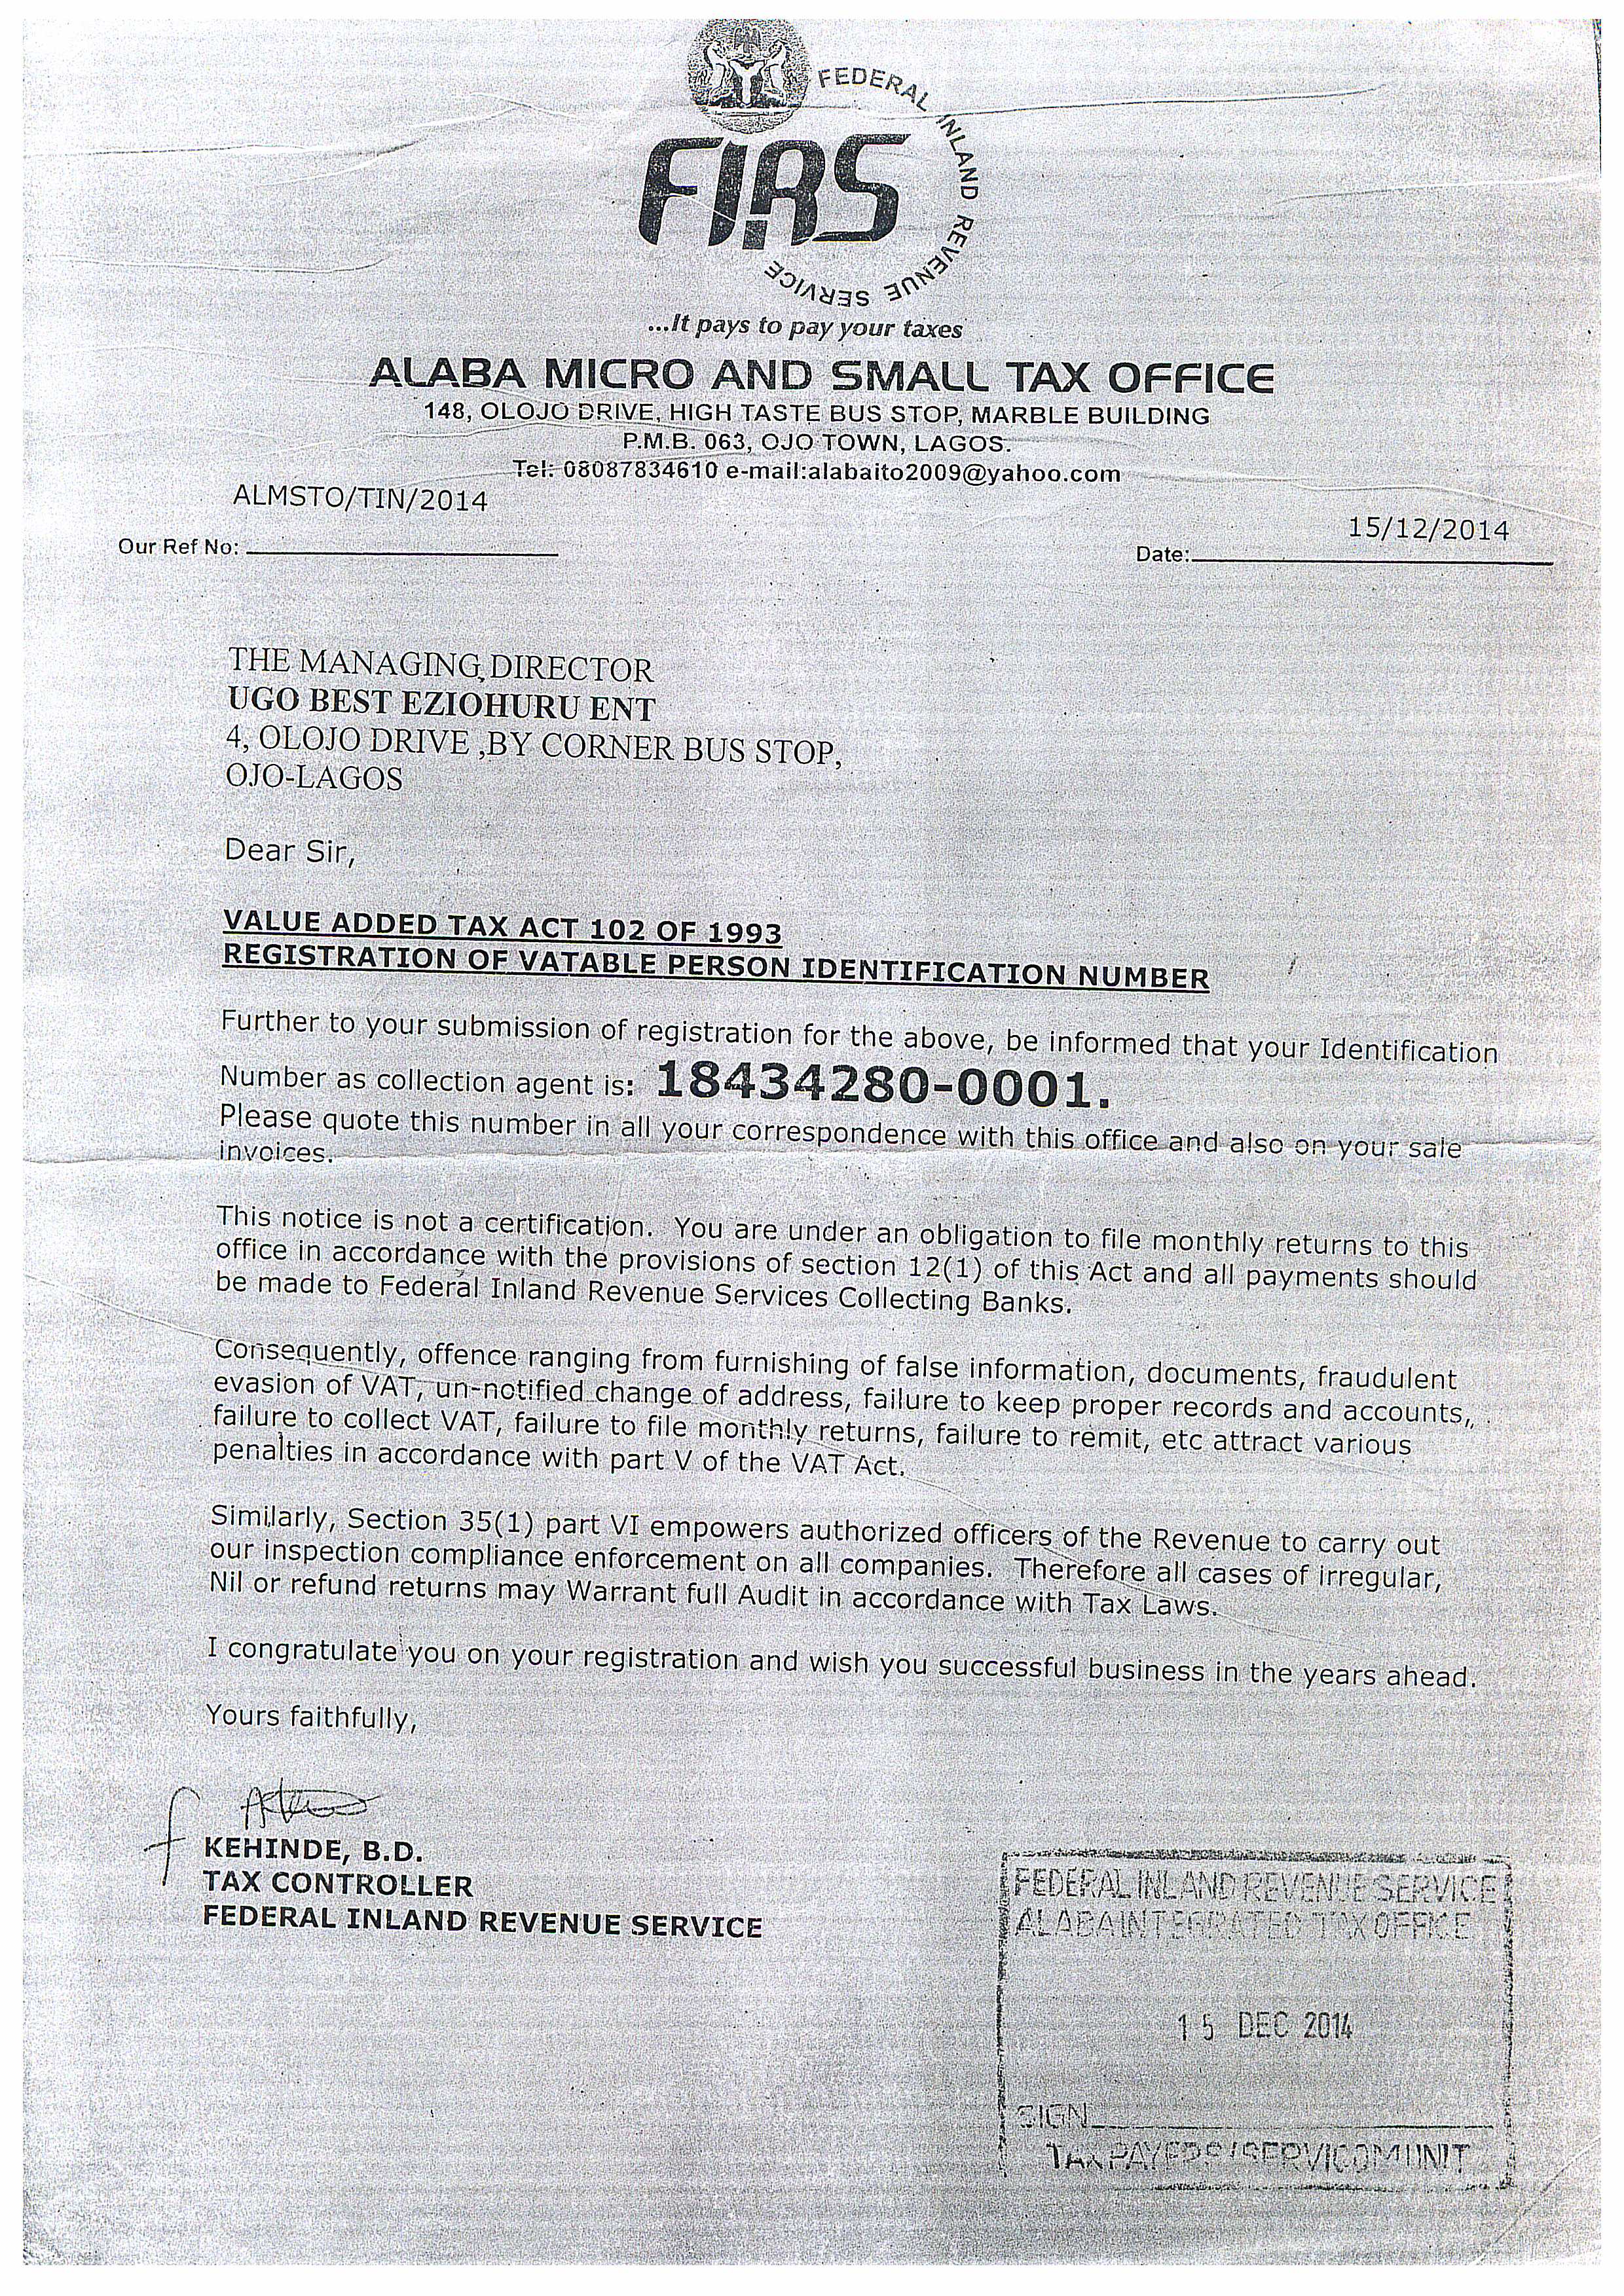 FEDERAL INLAND REVENUE SERVICE
FIRS
...It pays to pay your taxes
ALABA MICRO AND SMALL TAX OFFICE
148, OLOJO DRIVE, HIGH TASTE BUS STOP, MARBLE BUILDING
P.M.B. 063, OJO TOWN, LAGOS.
Tel: 08087834610 e-mail:alabaito2009@yahoo.com
ALMSTO/TIN/2014
15/12/2014
Our Ref No:
Date:
THE MANAGING DIRECTOR
UGO BEST EZIOHURU ENT
4, OLOJO DRIVE ,BY CORNER BUS STOP,
OJO-LAGOS
Dear Sir,
VALUE ADDED TAX ACT 102 OF 1993
REGISTRATION OF VATABLE PERSON IDENTIFICATION NUMBER
Further to your submission of registration for the above, be informed that your Identification
Number as collection agent is: 18434280-0001.
Please quote this number in all your correspondence with this office and also on your sale
invoices.
This notice is not a certification. You are under an obligation to file monthly returns to this
office in accordance with the provisions of section 12(1) of this Act and all payments should
be made to Federal Inland Revenue Services Collecting Banks.
Consequently, offence ranging from furnishing of false information, documents, fraudulent
evasion of VAT, un-notified change of address, failure to keep proper records and accounts,
failure to collect VAT, failure to file monthly returns, failure to remit, etc attract various
penalties in accordance with part V of the VAT Act.
Similarly, Section 35(1) part VI empowers authorized officers of the Revenue to carry out
our inspection compliance enforcement on all companies. Therefore all cases of irregular,
Nil or refund returns may Warrant full Audit in accordance with Tax Laws.
I congratulate you on your registration and wish you successful business in the years ahead.
Yours faithfully,
KEHINDE, B.D.
TAX CONTROLLER
FEDERAL INLAND REVENUE SERVICE
FEDERAL INLAND REVENUE SERVICE
ALABA INTEGRATED TAX OFFICE
15 DEC 2014
SIGN
TAX PAYERS/SERVICOM UNIT